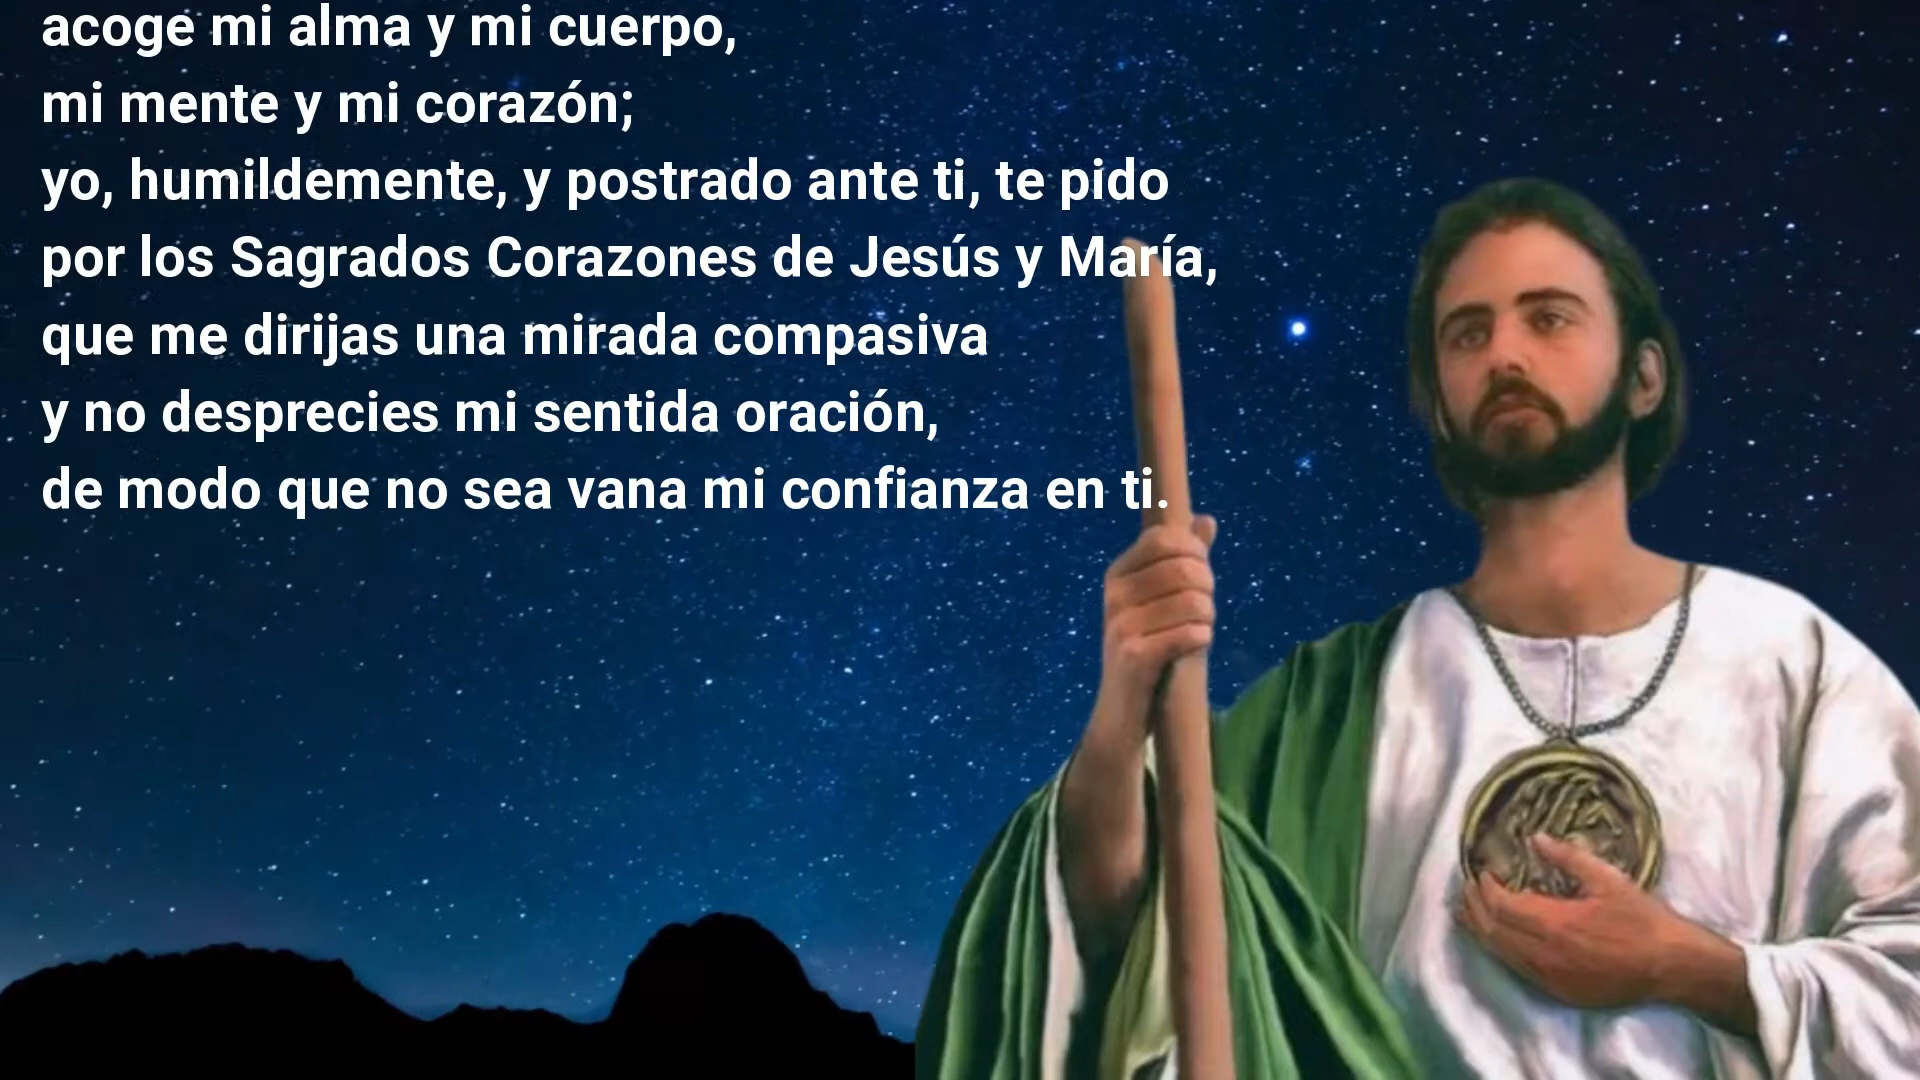 acoge mi alma y mi cuerpo,
mi mente y mi corazón;
yo, humildemente, y postrado ante ti, te pido
por los Sagrados Corazones de Jesús y María,
que me dirijas una mirada compasiva
y no desprecies mi sentida oración,
de modo que no sea vana mi confianza en ti.